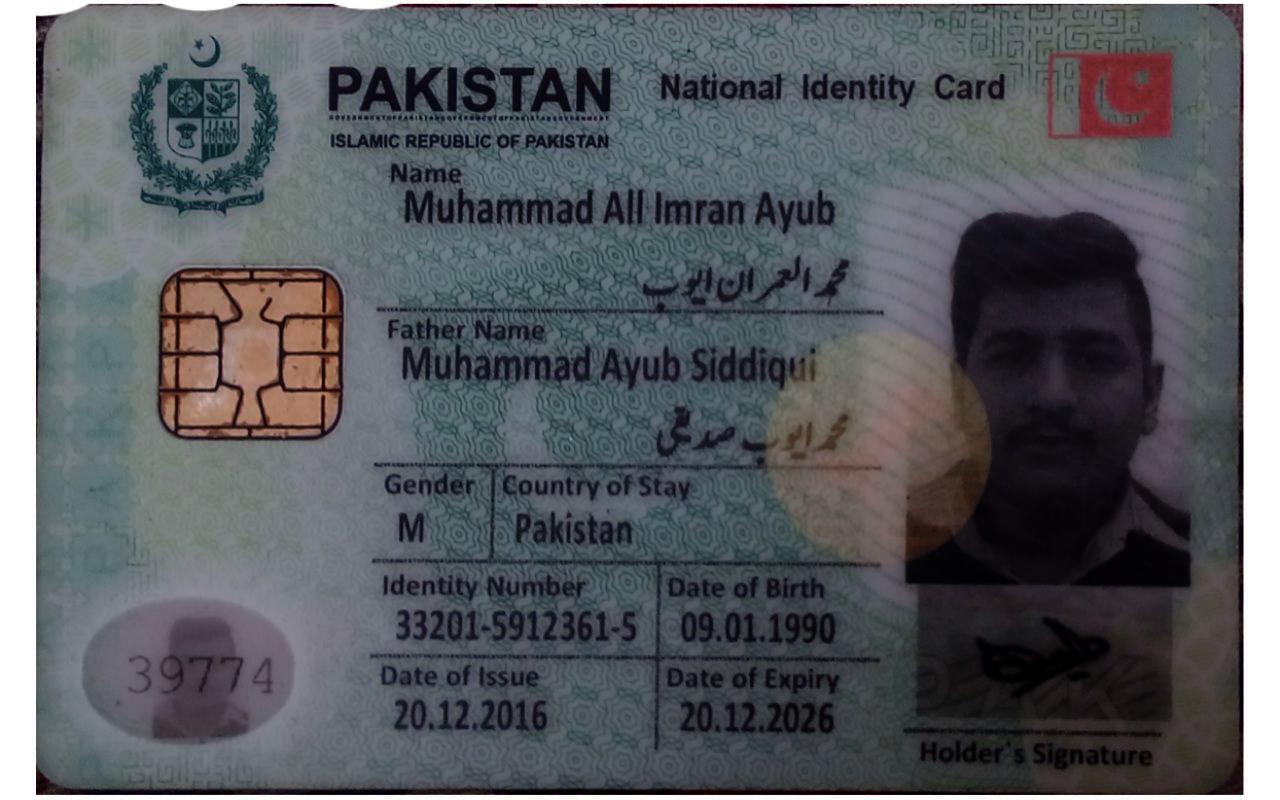 PAKISTAN
National Identity Card
ISLAMIC REPUBLIC OF PAKISTAN
Name
Muhammad All Imran Ayub
محمد العمران ایوب
Father Name
Muhammad Ayub Siddiqui
محمد ایوب صدیقی
Gender
Country of Stay
M
Pakistan
Identity Number
Date of Birth
33201-5912361-5
09.01.1990
Date of Issue
Date of Expiry
20.12.2016
20.12.2026
39774
Holder's Signature